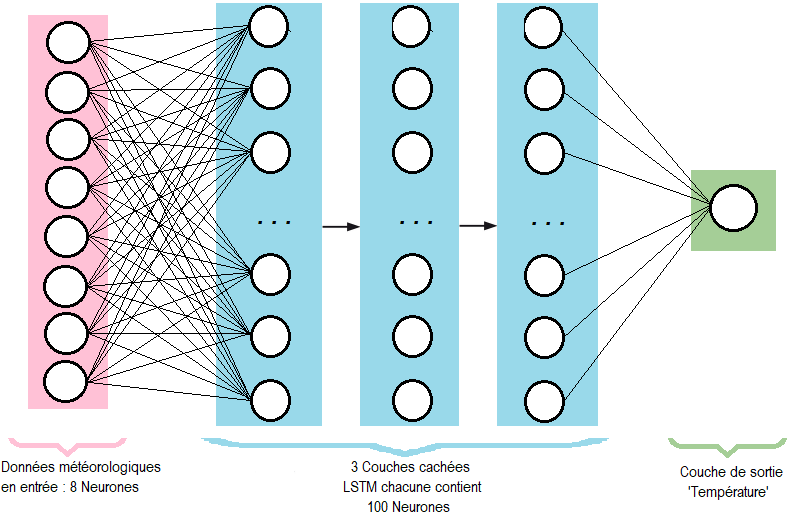 . . .
. . .
. . .
Données météorologiques
en entrée : 8 Neurones
3 Couches cachées
LSTM chacune contient
100 Neurones
Couche de sortie
'Température'